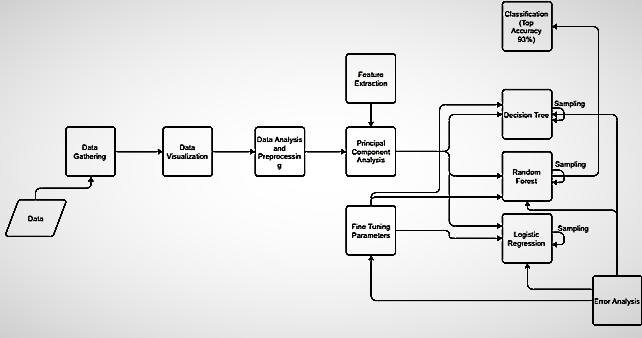 Classification
(Top
Accuracy
93%)
Feature
Extraction
Sampling
Decision Tree
Data
Gathering
Data
Visualization
Data Analysis
and
Preprocessin
g
Principal
Component
Analysis
Sampling
Random
Forest
Data
Fine Tuning
Parameters
Sampling
Logistic
Regression
Error Analysis